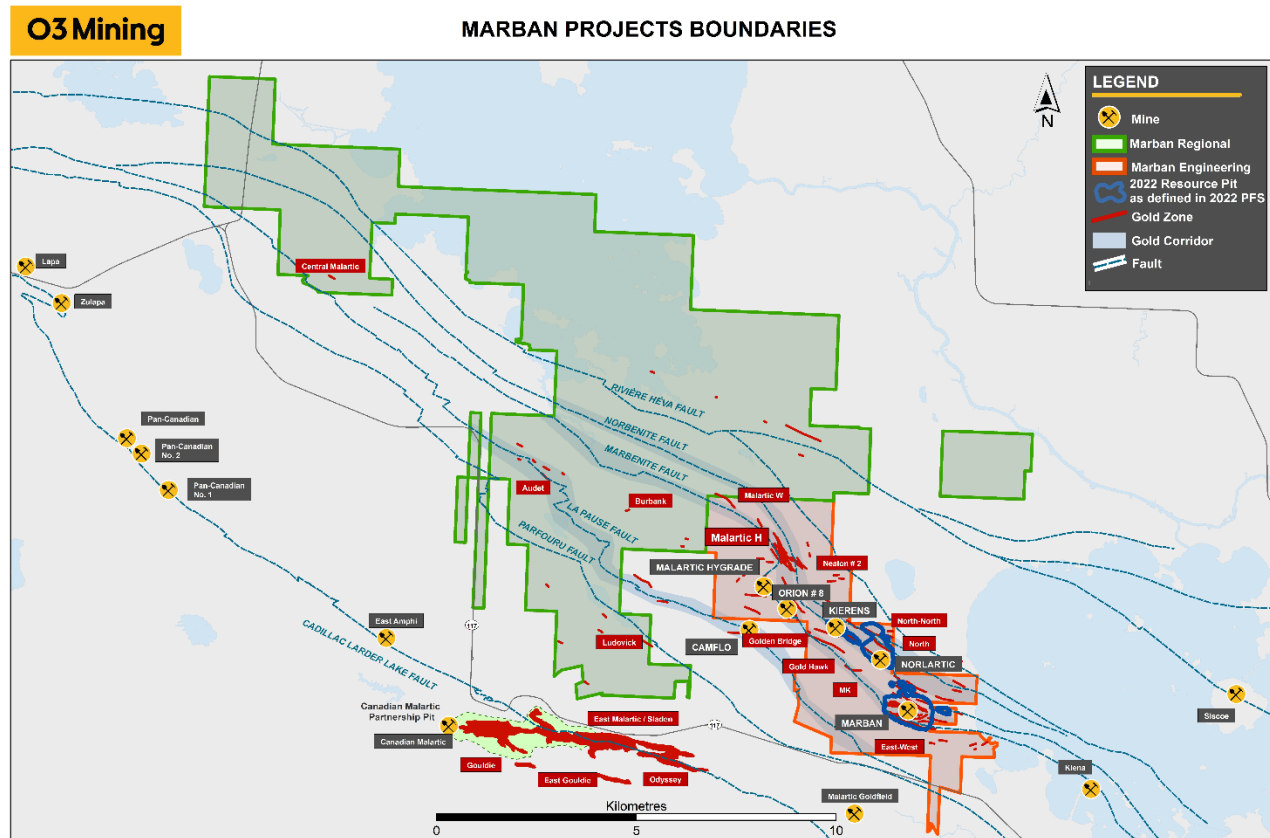 O3 Mining
MARBAN PROJECTS BOUNDARIES
LEGEND
Mine
Marban Regional
Marban Engineering
2022 Resource Pit
as defined in 2022 PFS
Gold Zone
Gold Corridor
Fault
N
Central Malartic
Lapa
Zulapa
RIVIÈRE HÉVA FAULT
NORBENITE FAULT
MARBENITE FAULT
Pan-Canadian
Pan-Canadian
No. 2
Pan-Canadian
No. 1
Audet
Burbank
Malartic W
LA PAUSE FAULT
PARFOURU FAULT
Malartic H
MALARTIC HYGRADE
Nealon # 2
ORION # 8
KIERENS
North-North
North
East Amphi
117
CADILLAC LARDER LAKE FAULT
Ludovick
CAMFLO
Golden Bridge
Gold Hawk
NORLARTIC
MK
MARBAN
Siscoe
Canadian Malartic
Partnership Pit
Canadian Malartic
East Malartic / Sladen
117
East-West
Gouldie
East Gouldie
Odyssey
Kiena
Malartic Goldfield
Kilometres
0
5
10